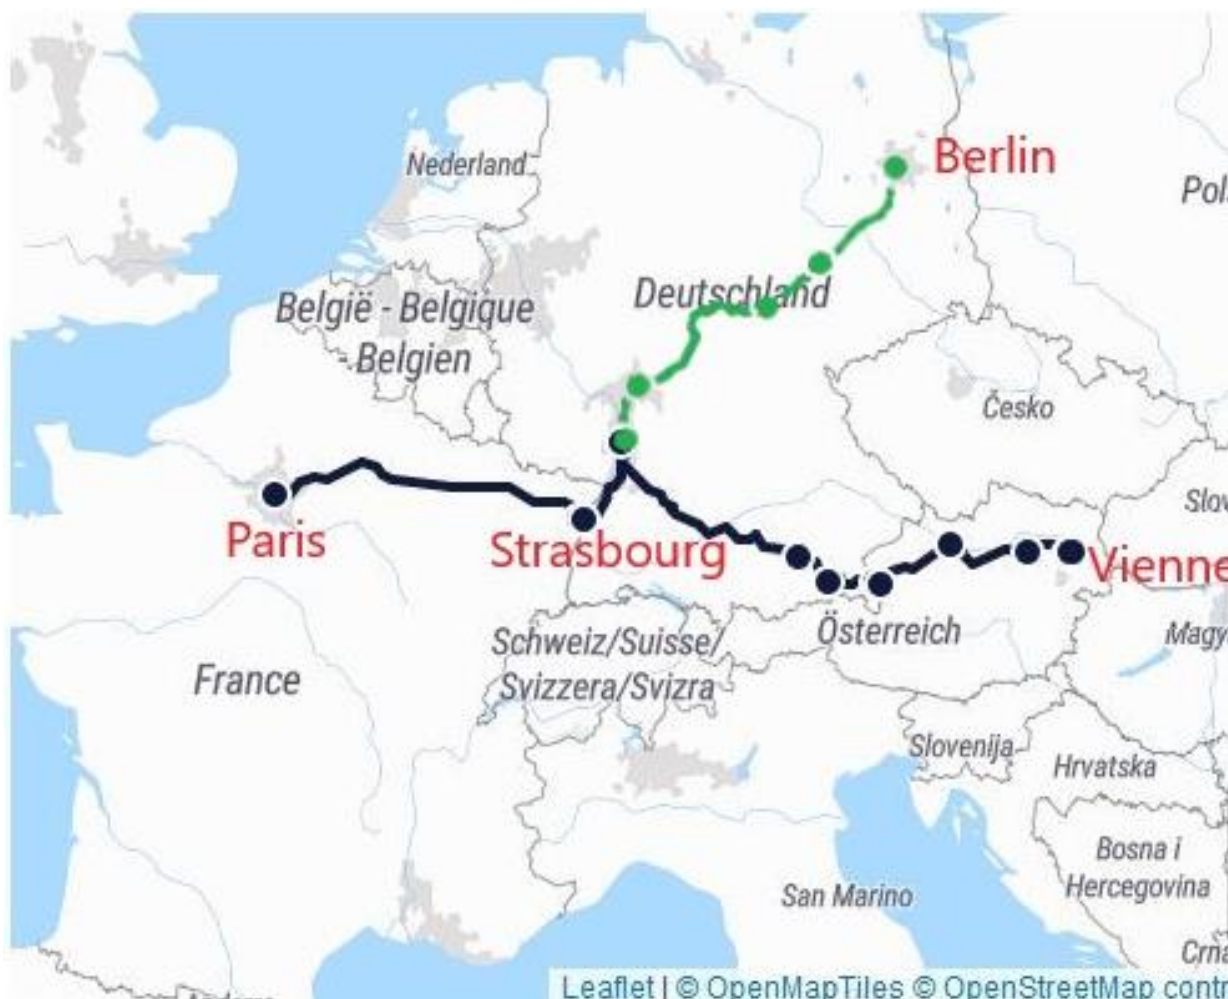 Berlin
Nederland
Pol
Deutschland
België - Belgique
- Belgien
Česko
Slov
Paris
Strasbourg
Vienne
Schweiz/Suisse/
Svizzera/Svizra
Österreich
Magy
France
Slovenija
Hrvatska
Bosna i
Hercegovina
San Marino
Crna
Leaflet | © OpenMapTiles © OpenStreetMap contr